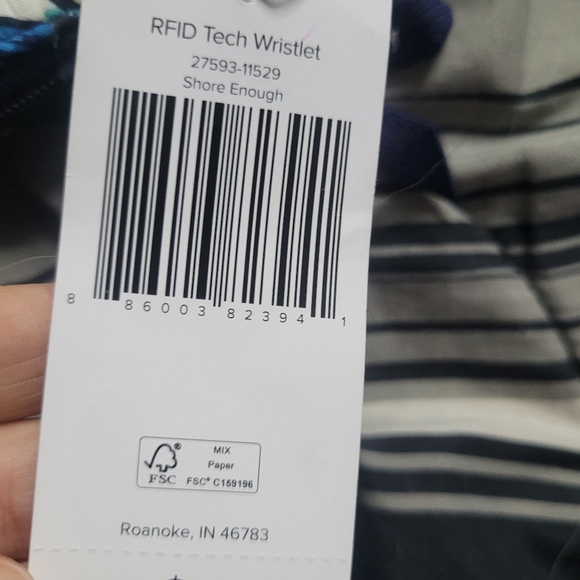 RFID Tech Wristlet
27593-11529
Shore Enough
8 86003 82394 1
MIX
Paper
FSC® FSC® C159196
Roanoke, IN 46783